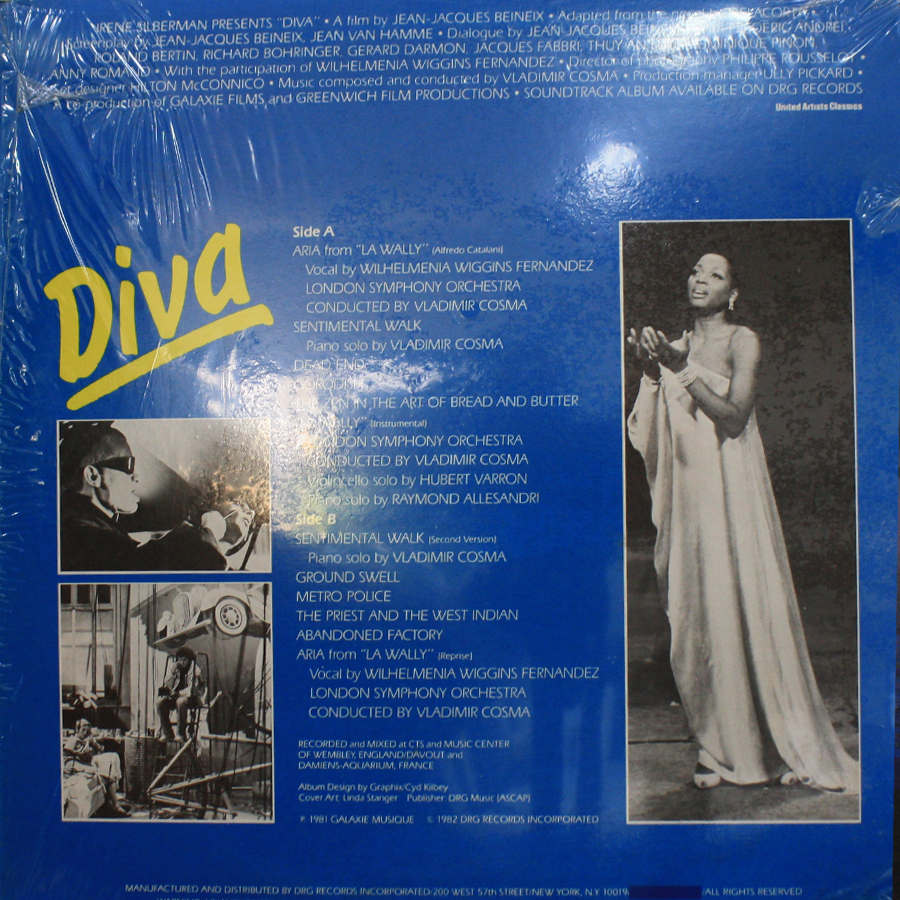 IRENE SILBERMAN PRESENTS "DIVA" • A film by JEAN-JACQUES BEINEIX • Adapted from the
Screenplay by JEAN-JACQUES BEINEIX, JEAN VAN HAMME • Dialogue by JEAN-JACQUES
ROLAND BERTIN, RICHARD BOHRINGER, GERARD DARMON, JACQUES FABBRI, THUY AN DOMINIQUE PINON,
ANNY ROMAND • With the participation of WILHELMENIA WIGGINS FERNANDEZ • Director of photography PHILIPPE ROUSSELOT •
Set designer HILTON McCONNICO • Music composed and conducted by VLADIMIR COSMA • Production manager ULLY PICKARD •
A co-production of GALAXIE FILMS and GREENWICH FILM PRODUCTIONS • SOUNDTRACK ALBUM AVAILABLE ON DRG RECORDS
United Artists Classics
Diva
Side A
ARIA from "LA WALLY" (Alfredo Catalani)
Vocal by WILHELMENIA WIGGINS FERNANDEZ
LONDON SYMPHONY ORCHESTRA
CONDUCTED BY VLADIMIR COSMA
SENTIMENTAL WALK
Piano solo by VLADIMIR COSMA
DEAD END
GORODISH
THE ZEN IN THE ART OF BREAD AND BUTTER
"LA WALLY" (Instrumental)
LONDON SYMPHONY ORCHESTRA
CONDUCTED BY VLADIMIR COSMA
Violincello solo by HUBERT VARRON
Piano solo by RAYMOND ALLESANDRI
Side B
SENTIMENTAL WALK (Second Version)
Piano solo by VLADIMIR COSMA
GROUND SWELL
METRO POLICE
THE PRIEST AND THE WEST INDIAN
ABANDONED FACTORY
ARIA from "LA WALLY" (Reprise)
Vocal by WILHELMENIA WIGGINS FERNANDEZ
LONDON SYMPHONY ORCHESTRA
CONDUCTED BY VLADIMIR COSMA
RECORDED and MIXED at CTS and MUSIC CENTER
OF WEMBLEY, ENGLAND/DAVOUT and
DAMIENS-AQUARIUM, FRANCE
Album Design by Graphix/Cyd Kilbey
Cover Art: Linda Stanger Publisher: DRG Music (ASCAP)
℗ 1981 GALAXIE MUSIQUE © 1982 DRG RECORDS INCORPORATED
MANUFACTURED AND DISTRIBUTED BY DRG RECORDS INCORPORATED/200 WEST 57th STREET/NEW YORK, N.Y. 10019 /ALL RIGHTS RESERVED